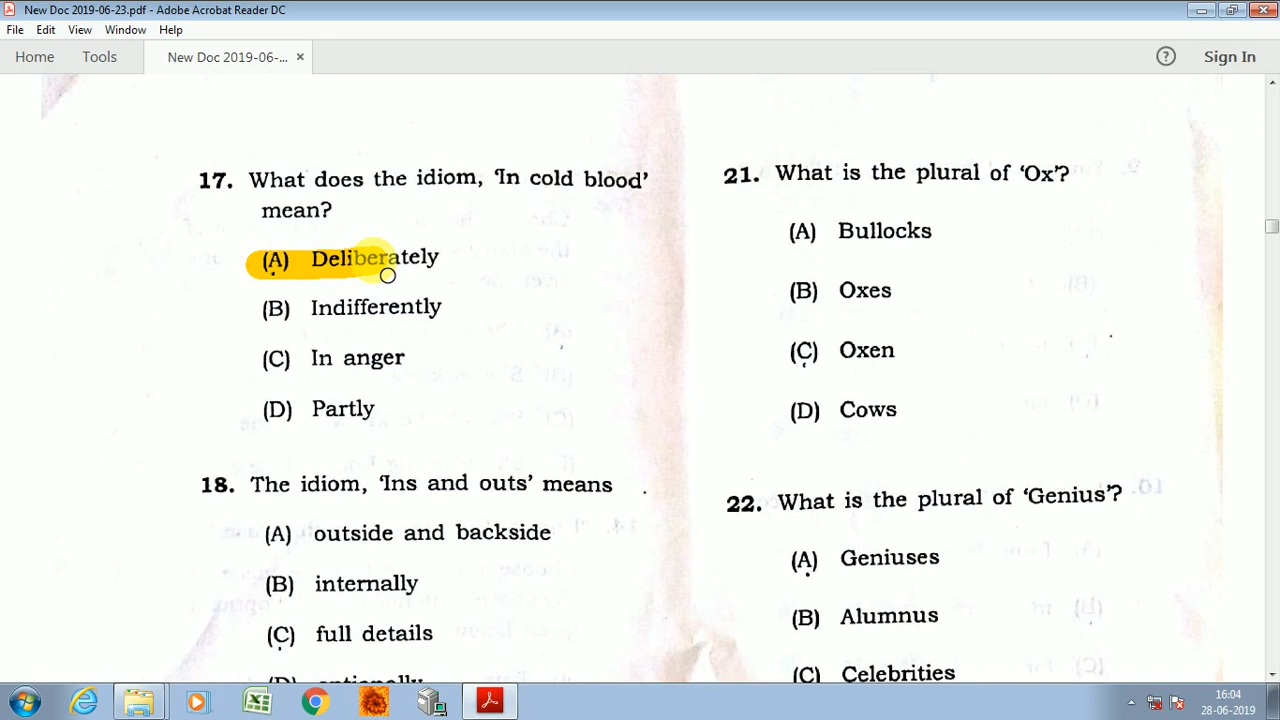 New Doc 2019-06-23.pdf - Adobe Acrobat Reader DC
File Edit View Window Help
Home Tools New Doc 2019-06-... × ? Sign In
17. What does the idiom, ‘In cold blood’
mean?
(A) Deliberately
(B) Indifferently
(C) In anger
(D) Partly
18. The idiom, ‘Ins and outs’ means
(A) outside and backside
(B) internally
(C) full details
21. What is the plural of ‘Ox’?
(A) Bullocks
(B) Oxes
(C) Oxen
(D) Cows
22. What is the plural of ‘Genius’?
(A) Geniuses
(B) Alumnus
(C) Celebrities
16:04
28-06-2019